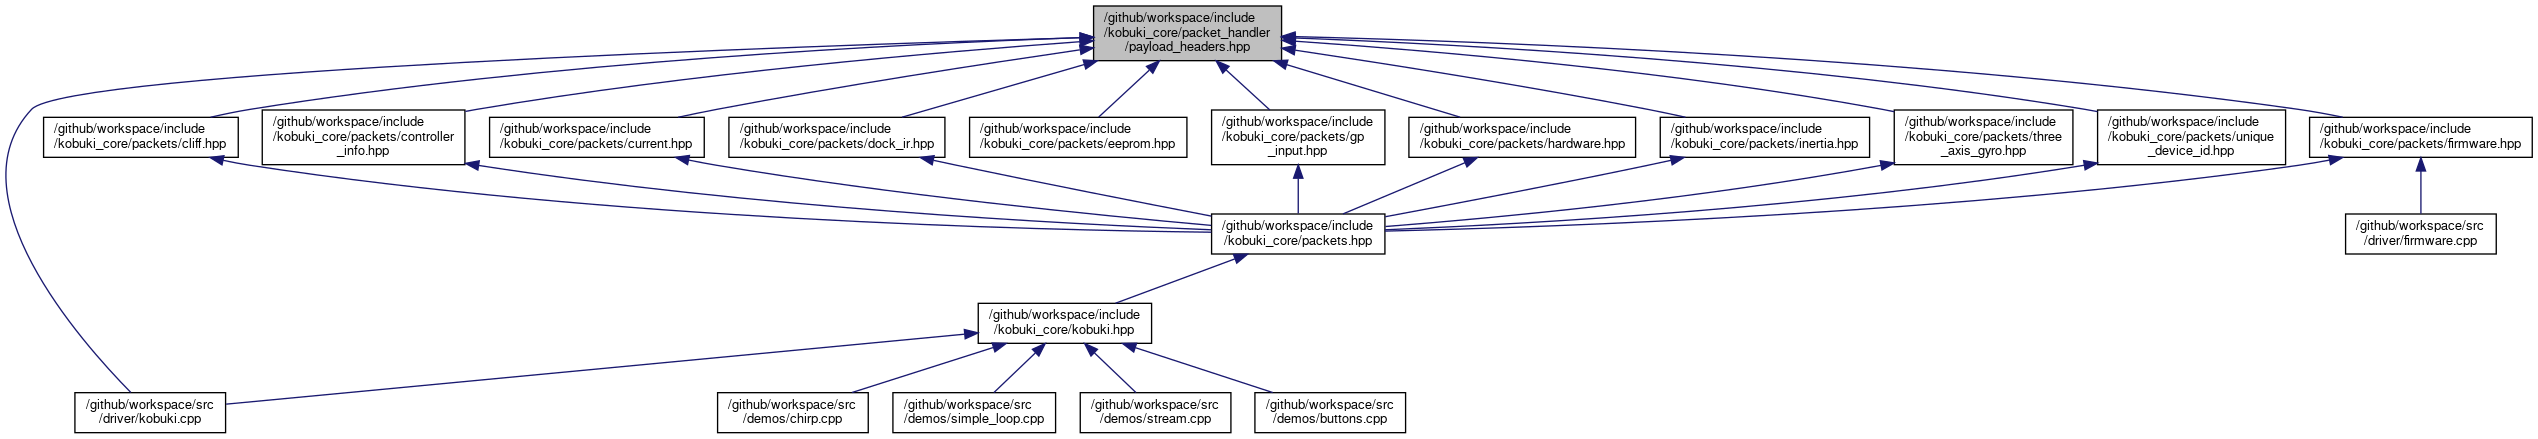 /github/workspace/include
/kobuki_core/packet_handler
/payload_headers.hpp
/github/workspace/include
/kobuki_core/packets/cliff.hpp
/github/workspace/include
/kobuki_core/packets/controller
_info.hpp
/github/workspace/include
/kobuki_core/packets/current.hpp
/github/workspace/include
/kobuki_core/packets/dock_ir.hpp
/github/workspace/include
/kobuki_core/packets/eeprom.hpp
/github/workspace/include
/kobuki_core/packets/gp
_input.hpp
/github/workspace/include
/kobuki_core/packets/hardware.hpp
/github/workspace/include
/kobuki_core/packets/inertia.hpp
/github/workspace/include
/kobuki_core/packets/three
_axis_gyro.hpp
/github/workspace/include
/kobuki_core/packets/unique
_device_id.hpp
/github/workspace/include
/kobuki_core/packets/firmware.hpp
/github/workspace/include
/kobuki_core/packets.hpp
/github/workspace/src
/driver/firmware.cpp
/github/workspace/include
/kobuki_core/kobuki.hpp
/github/workspace/src
/driver/kobuki.cpp
/github/workspace/src
/demos/chirp.cpp
/github/workspace/src
/demos/simple_loop.cpp
/github/workspace/src
/demos/stream.cpp
/github/workspace/src
/demos/buttons.cpp